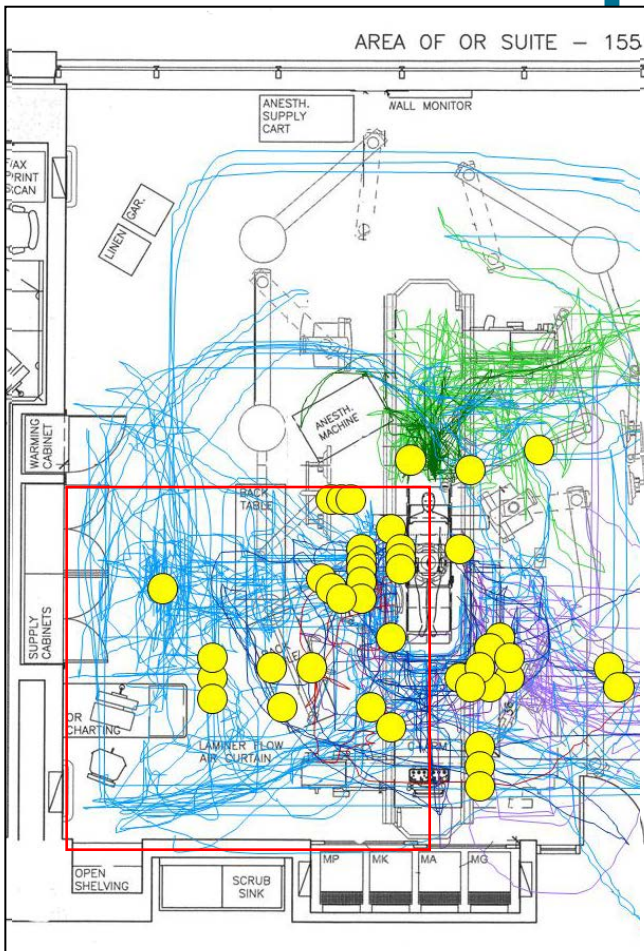 AREA OF OR SUITE - 155
ANESTH.
SUPPLY
CART
WALL MONITOR
FAX
PRINT
SCAN
GAR.
LINEN
ANESTH.
MACHINE
WARMING
CABINET
BACK
TABLE
SUPPLY
CABINETS
BACK
OR
CHARTING
LAMINER FLOW
AIR CURTAIN
C-ARM
MP
MK
MA
MG
OPEN
SHELVING
SCRUB
SINK